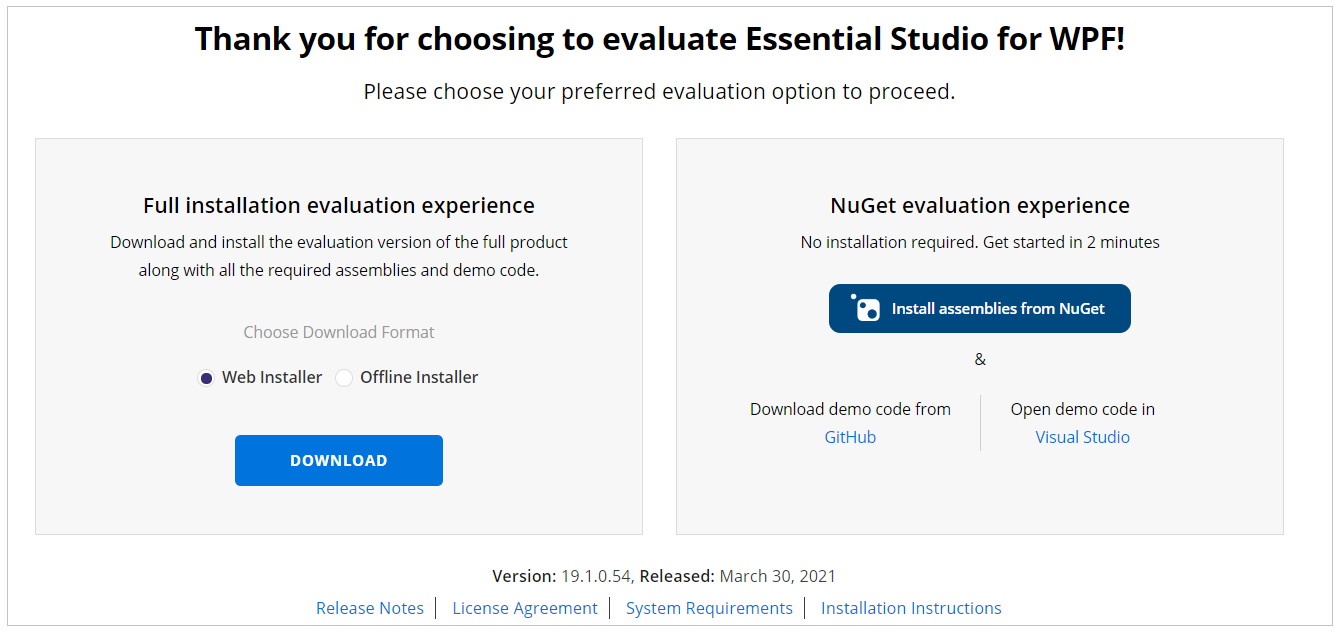 Thank you for choosing to evaluate Essential Studio for WPF!
Please choose your preferred evaluation option to proceed.
Full installation evaluation experience
Download and install the evaluation version of the full product
along with all the required assemblies and demo code.
Choose Download Format
Web Installer Offline Installer
DOWNLOAD
NuGet evaluation experience
No installation required. Get started in 2 minutes
Install assemblies from NuGet
&
Download demo code from
GitHub
Open demo code in
Visual Studio
Version: 19.1.0.54, Released: March 30, 2021
Release Notes | License Agreement | System Requirements | Installation Instructions